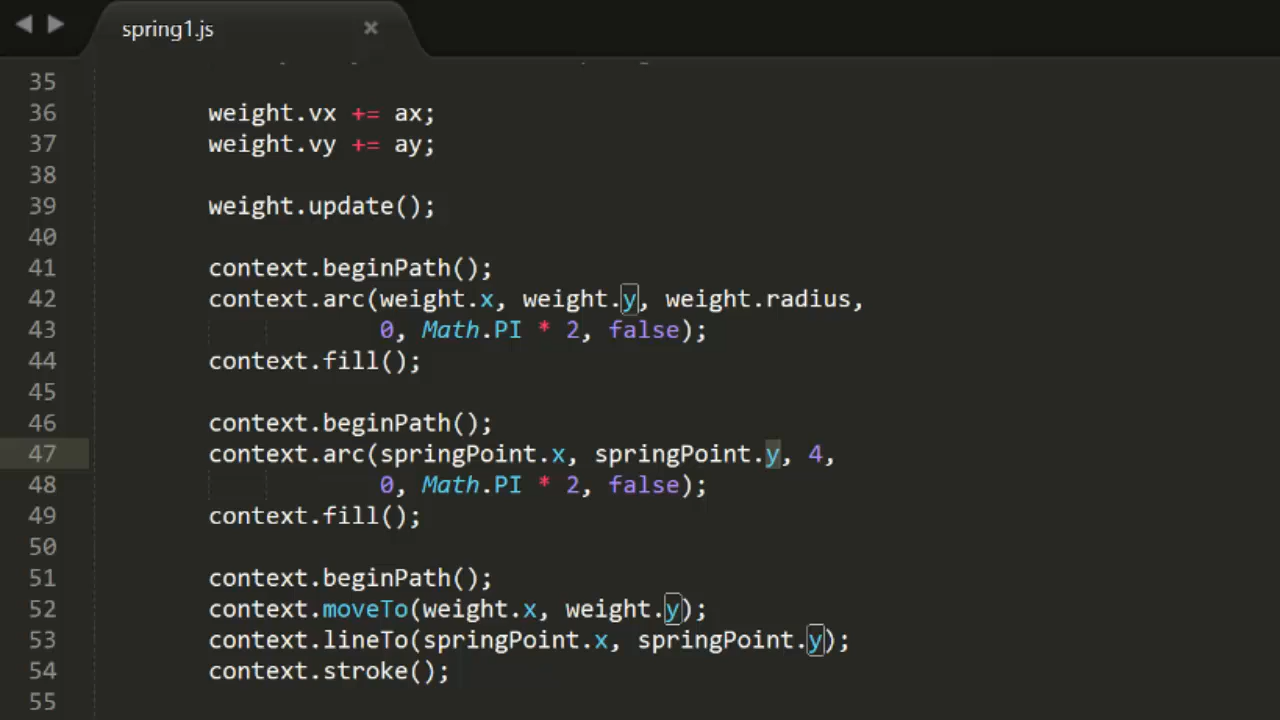 spring1.js
35
36 weight.vx += ax;
37 weight.vy += ay;
38
39 weight.update();
40
41 context.beginPath();
42 context.arc(weight.x, weight.y, weight.radius,
43 0, Math.PI * 2, false);
44 context.fill();
45
46 context.beginPath();
47 context.arc(springPoint.x, springPoint.y, 4,
48 0, Math.PI * 2, false);
49 context.fill();
50
51 context.beginPath();
52 context.moveTo(weight.x, weight.y);
53 context.lineTo(springPoint.x, springPoint.y);
54 context.stroke();
55